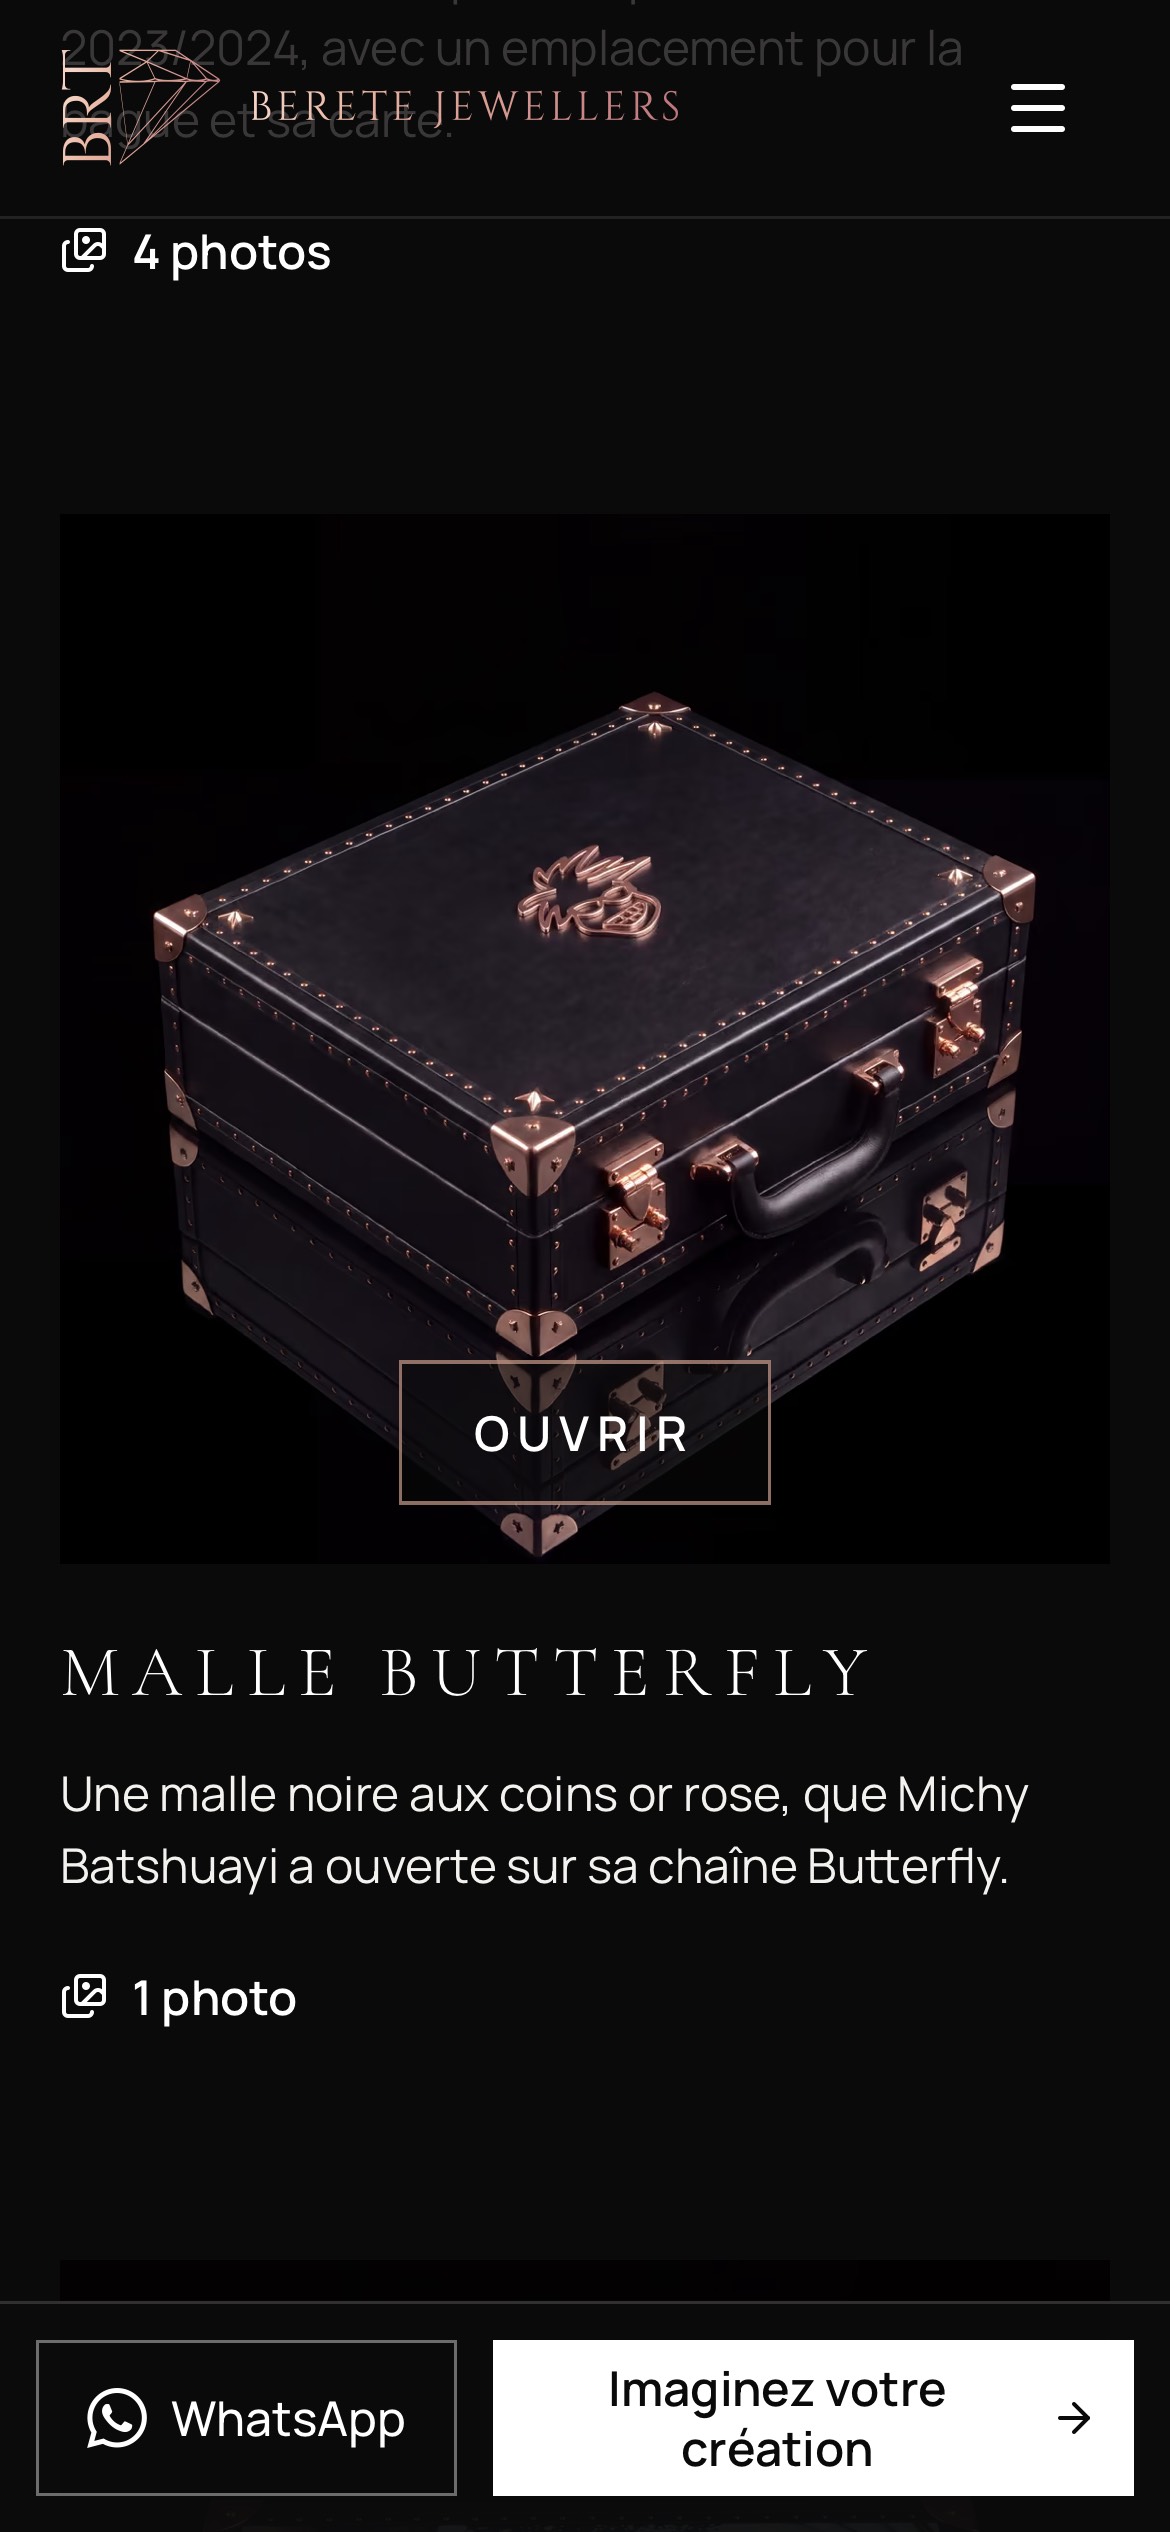 2023/2024, avec un emplacement pour la
bague et sa carte.
BRT
BERETE JEWELLERS
4 photos
OUVRIR
MALLE BUTTERFLY
Une malle noire aux coins or rose, que Michy
Batshuayi a ouverte sur sa chaîne Butterfly.
1 photo
WhatsApp
Imaginez votre
création